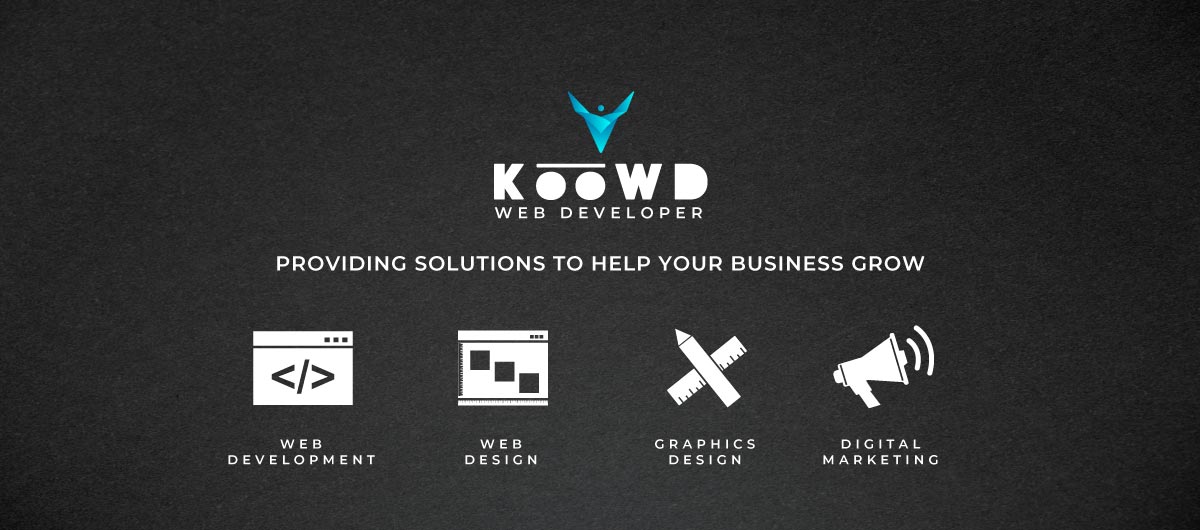 KOOWD
WEB DEVELOPER
PROVIDING SOLUTIONS TO HELP YOUR BUSINESS GROW
</>
WEB
DEVELOPMENT
WEB
DESIGN
GRAPHICS
DESIGN
DIGITAL
MARKETING